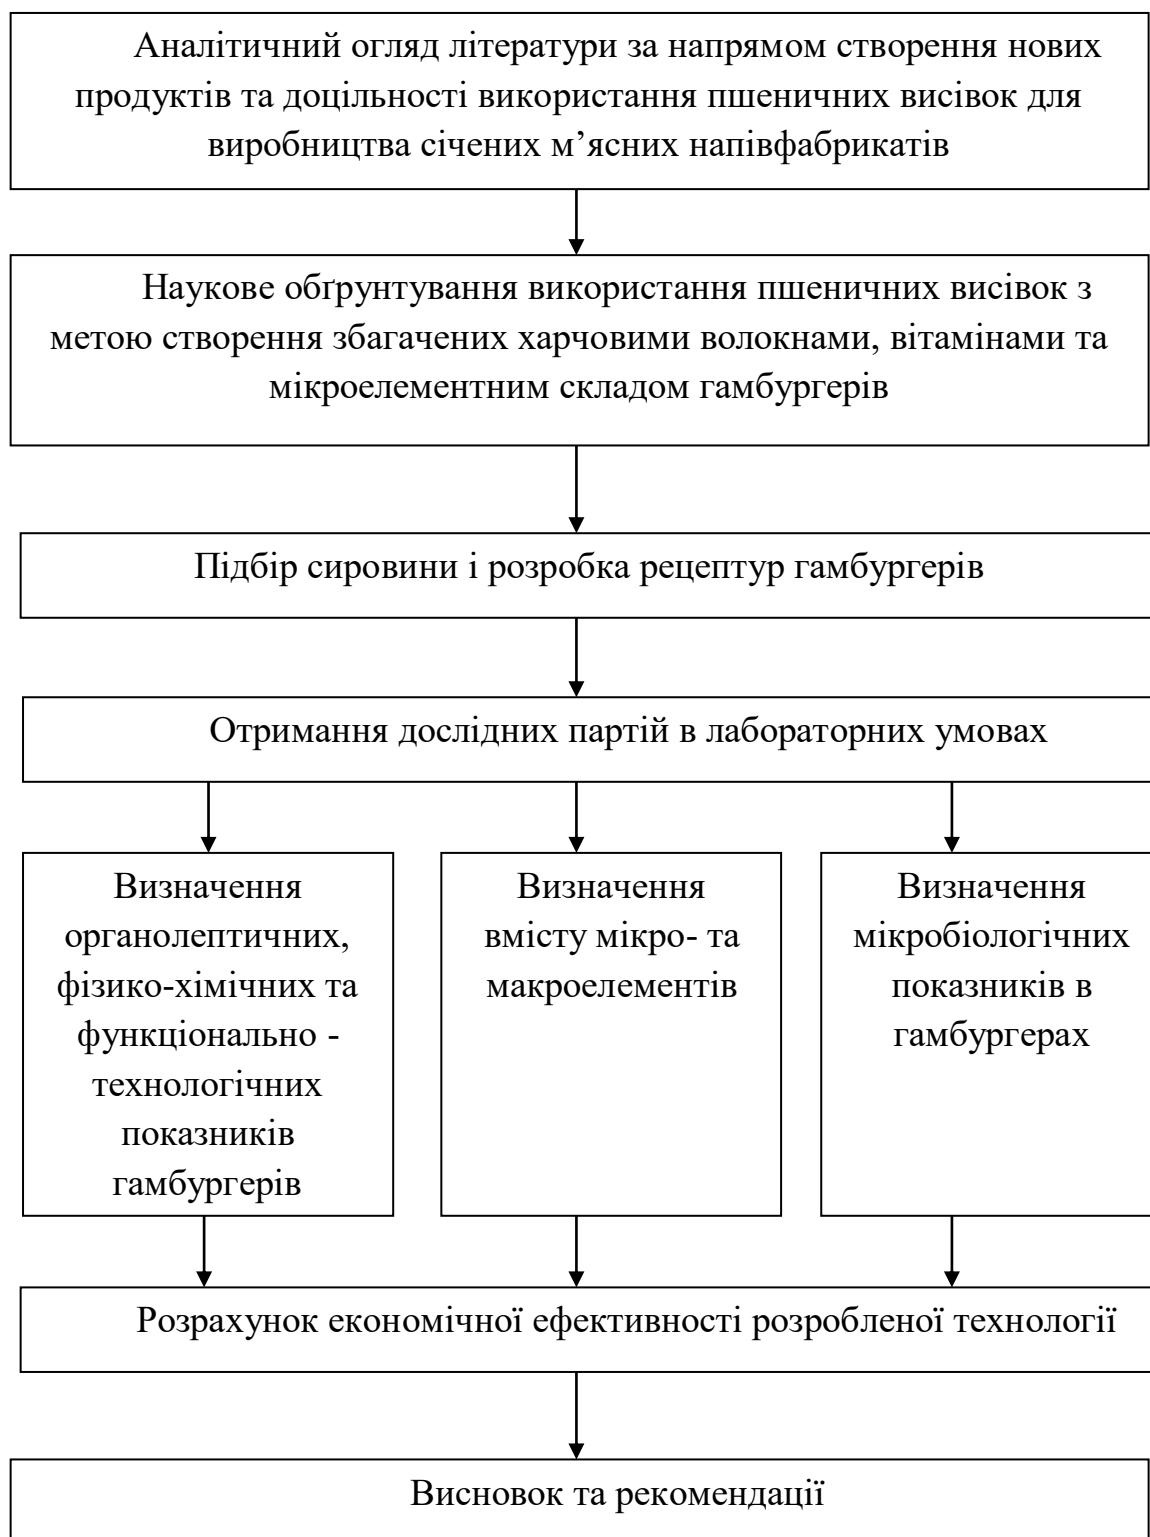 Аналітичний огляд літератури за напрямом створення нових
продуктів та доцільності використання пшеничних висівок для
виробництва січених м’ясних напівфабрикатів
Наукове обґрунтування використання пшеничних висівок з
метою створення збагачених харчовими волокнами, вітамінами та
мікроелементним складом гамбургерів
Підбір сировини і розробка рецептур гамбургерів
Отримання дослідних партій в лабораторних умовах
Визначення
органолептичних,
фізико-хімічних та
функціонально -
технологічних
показників
гамбургерів
Визначення
вмісту мікро- та
макроелементів
Визначення
мікробіологічних
показників в
гамбургерах
Розрахунок економічної ефективності розробленої технології
Висновок та рекомендації